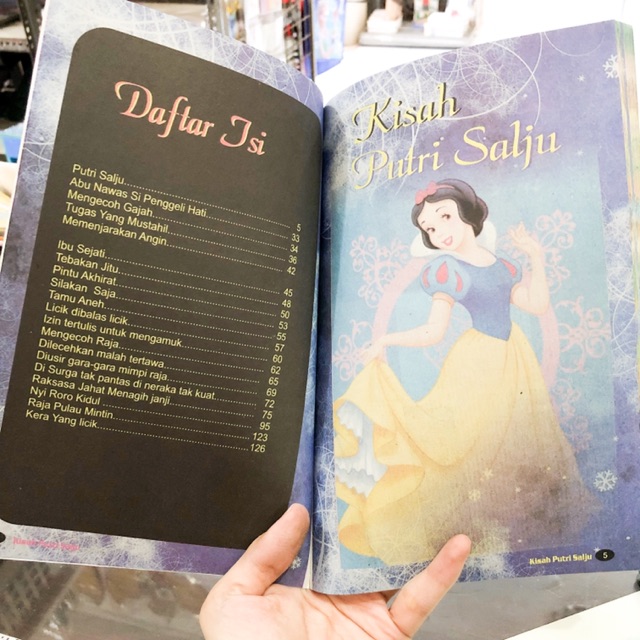 Daftar Isi
Putri Salju 5
Abu Nawas Si Penggeli Hati 33
Mengecoh Gajah 34
Tugas Yang Mustahil 36
Memenjarakan Angin 42
Ibu Sejati 45
Tebakan Jitu 48
Pintu Akhirat 50
Silakan Saja 53
Tamu Aneh 55
Licik dibalas licik 57
Izin tertulis untuk mengamuk 60
Mengecoh Raja 62
Dilecehkan malah tertawa 65
Diusir gara-gara mimpi raja 69
Di Surga tak pantas di neraka tak kuat 72
Raksasa Jahat Menagih janji 75
Nyi Roro Kidul 95
Raja Pulau Mintin 123
Kera Yang licik 126
Kisah
Putri Salju
Kisah Putri Salju 5